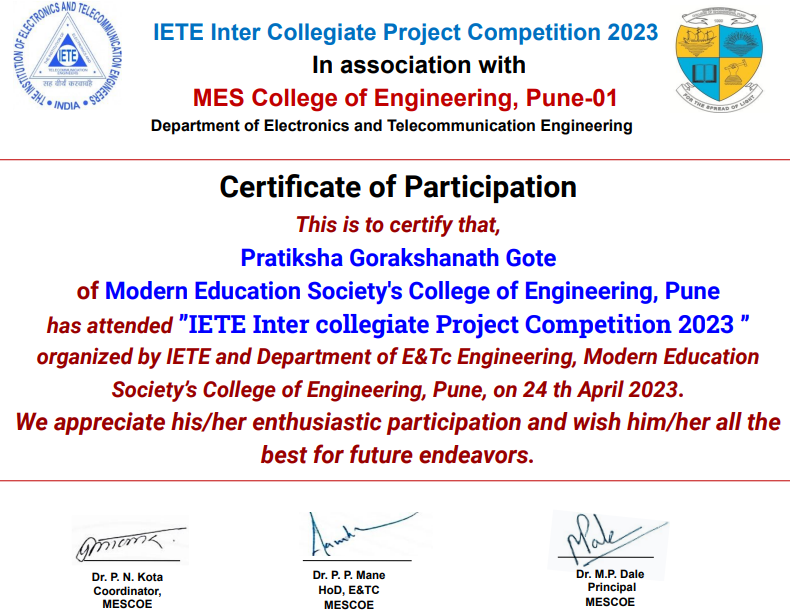 THE INSTITUTION OF ELECTRONICS AND TELECOMMUNICATION ENGINEERS
IETE
• INDIA •
IETE Inter Collegiate Project Competition 2023
In association with
MES College of Engineering, Pune-01
Department of Electronics and Telecommunication Engineering
FOR THE SPREAD OF LIGHT
Certificate of Participation
This is to certify that,
Pratiksha Gorakshanath Gote
of Modern Education Society's College of Engineering, Pune
has attended ”IETE Inter collegiate Project Competition 2023 ”
organized by IETE and Department of E&Tc Engineering, Modern Education
Society’s College of Engineering, Pune, on 24 th April 2023.
We appreciate his/her enthusiastic participation and wish him/her all the
best for future endeavors.
Dr. P. N. Kota
Coordinator,
MESCOE
Dr. P. P. Mane
HoD, E&TC
MESCOE
Dr. M.P. Dale
Principal
MESCOE